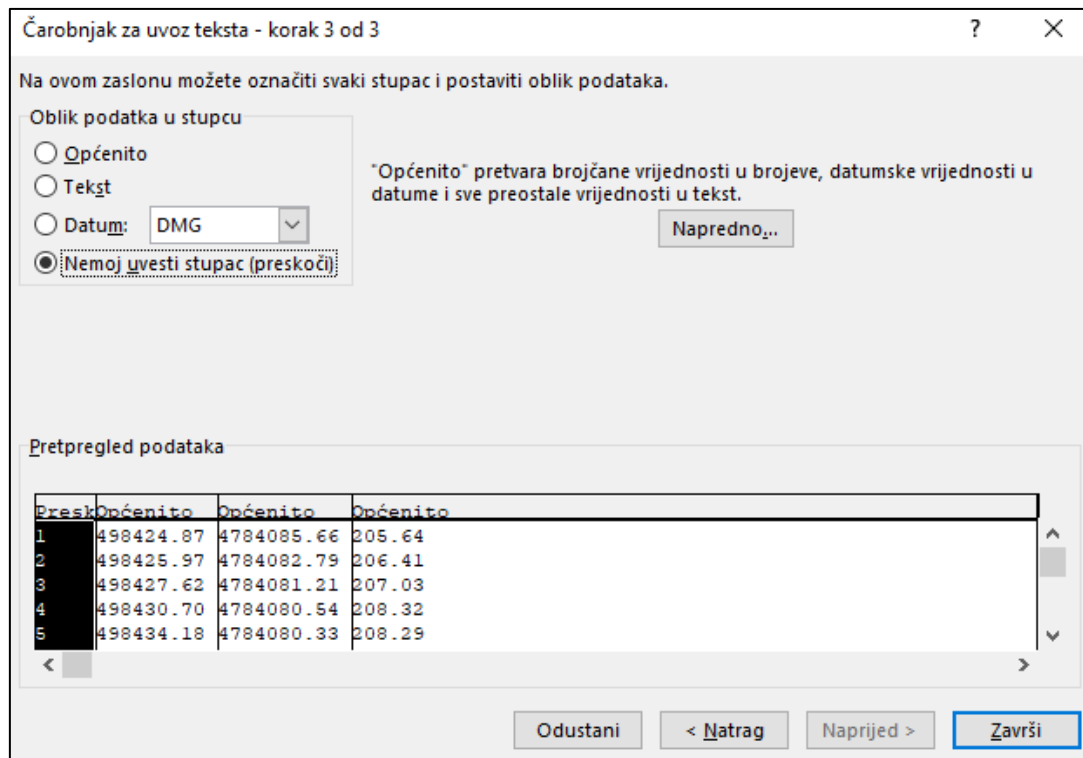 Čarobnjak za uvoz teksta - korak 3 od 3
?
Na ovom zaslonu možete označiti svaki stupac i postaviti oblik podataka.
Oblik podatka u stupcu
Općenito
Tekst
Datum: DMG
Nemoj uvesti stupac (preskoči)
"Općenito" pretvara brojčane vrijednosti u brojeve, datumske vrijednosti u
datume i sve preostale vrijednosti u tekst.
Napredno...
Pretpregled podataka
Presk Općenito Općenito Općenito
1 498424.87 4784085.66 205.64
2 498425.97 4784082.79 206.41
3 498427.62 4784081.21 207.03
4 498430.70 4784080.54 208.32
5 498434.18 4784080.33 208.29
Odustani < Natrag Naprijed > Završi